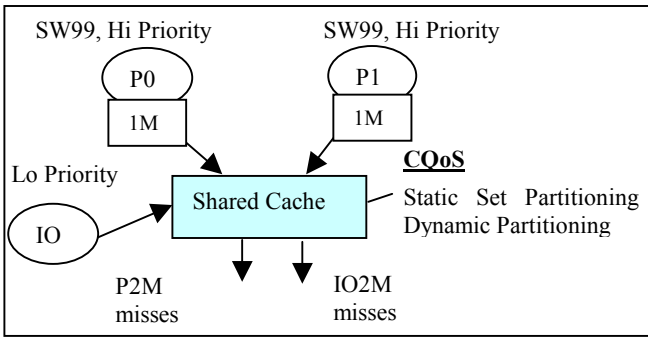 SW99, Hi Priority
SW99, Hi Priority
P0
P1
1M
1M
CQoS
Lo Priority
Shared Cache
Static Set Partitioning
Dynamic Partitioning
IO
P2M
misses
IO2M
misses